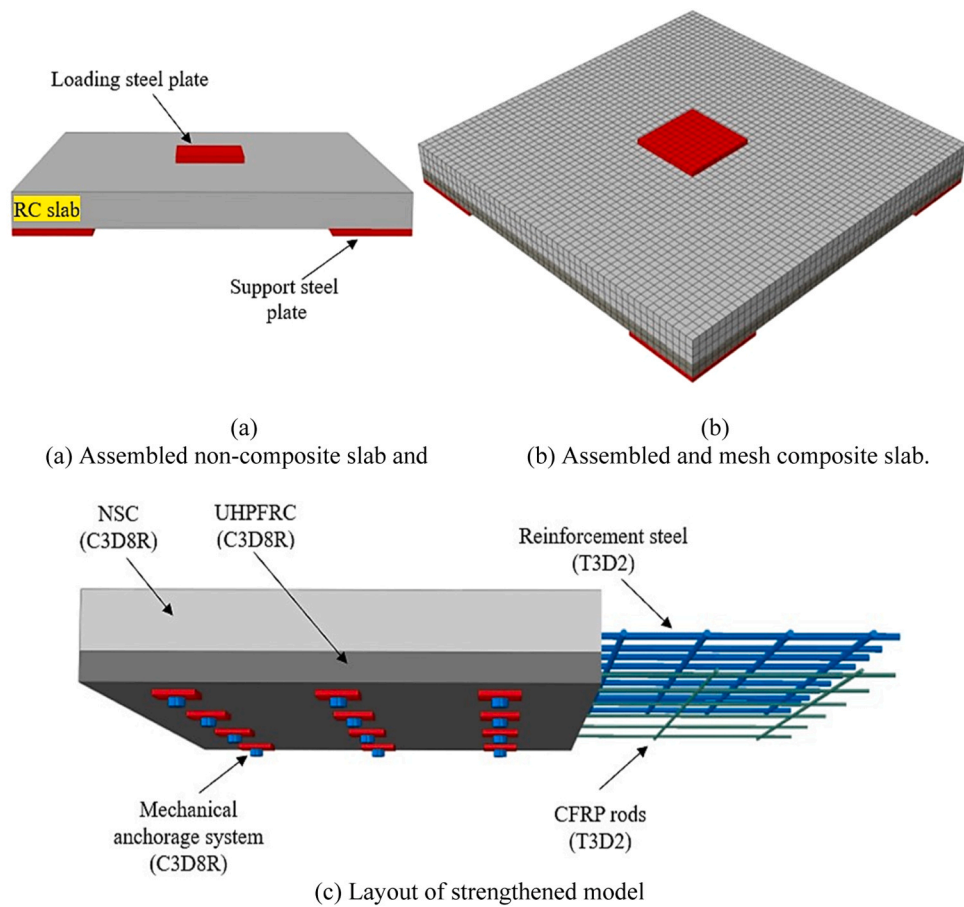 Loading steel plate
RC slab
Support steel
plate
(a)
(b)
(a) Assembled non-composite slab and
(b) Assembled and mesh composite slab.
NSC
(C3D8R)
UHPFRC
(C3D8R)
Reinforcement steel
(T3D2)
Mechanical
anchorage system
(C3D8R)
CFRP rods
(T3D2)
(c) Layout of strengthened model